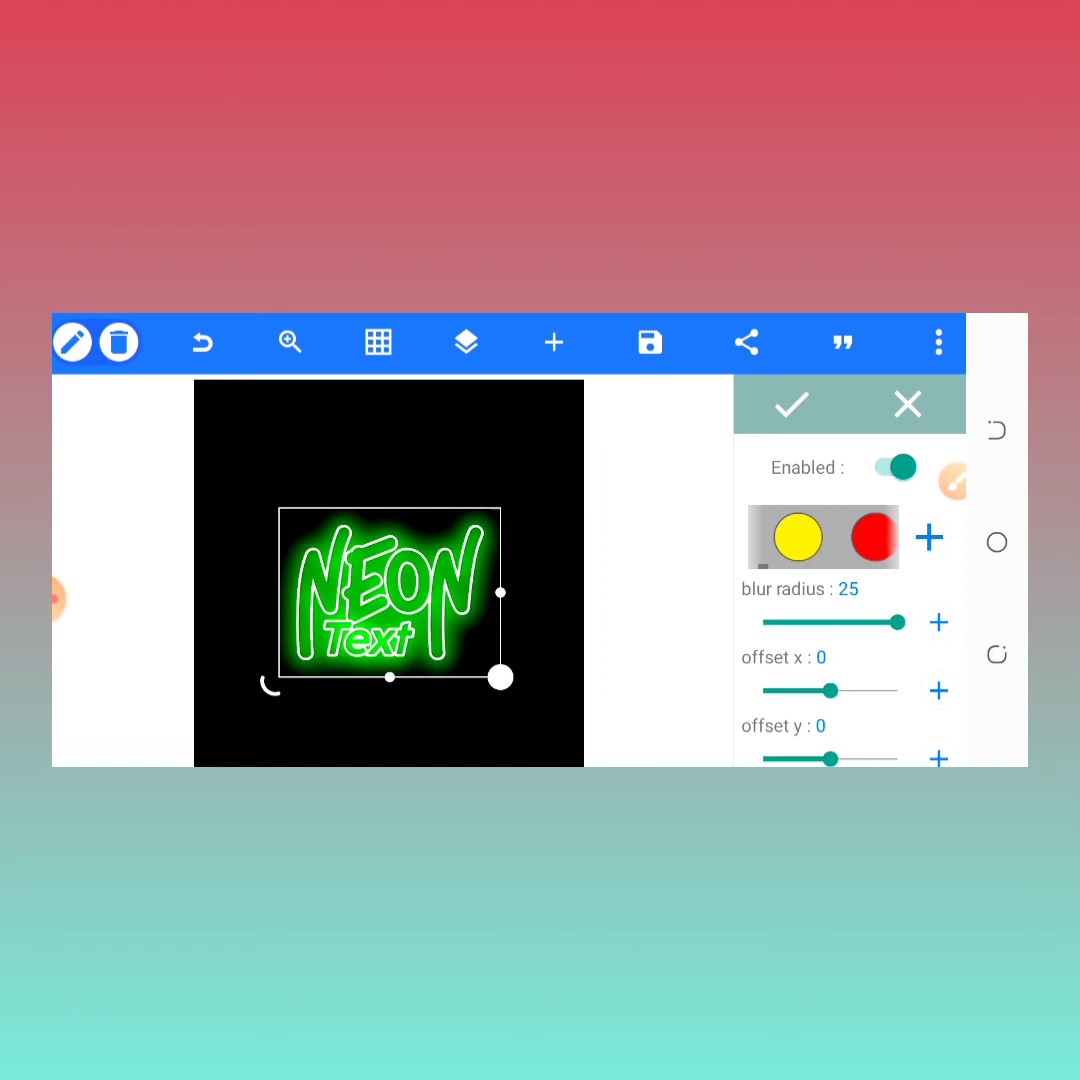 Enabled :
NEON
Text
blur radius : 25
offset x : 0
offset y : 0